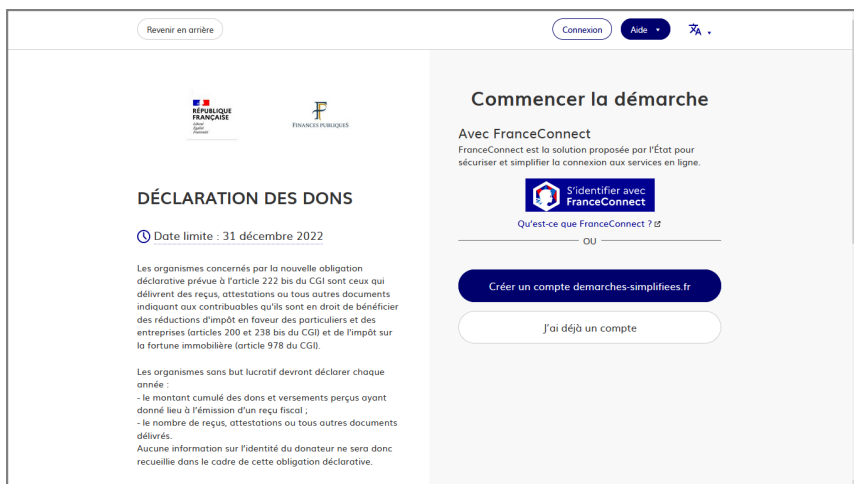 Revenir en arrière
Connexion
Aide
RÉPUBLIQUE
FRANÇAISE
Liberté
Égalité
Fraternité
FINANCES PUBLIQUES
DÉCLARATION DES DONS
Date limite : 31 décembre 2022
Les organismes concernés par la nouvelle obligation
déclarative prévue à l'article 222 bis du CGI sont ceux qui
délivrent des reçus, attestations ou tous autres documents
indiquant aux contribuables qu'ils sont en droit de bénéficier
des réductions d'impôt en faveur des particuliers et des
entreprises (articles 200 et 238 bis du CGI) et de l'impôt sur
la fortune immobilière (article 978 du CGI).
Les organismes sans but lucratif devront déclarer chaque
année :
- le montant cumulé des dons et versements perçus ayant
donné lieu à l'émission d'un reçu fiscal ;
- le nombre de reçus, attestations ou tous autres documents
délivrés.
Aucune information sur l'identité du donateur ne sera donc
recueillie dans le cadre de cette obligation déclarative.
Commencer la démarche
Avec FranceConnect
FranceConnect est la solution proposée par l'État pour
sécuriser et simplifier la connexion aux services en ligne.
S'identifier avec
FranceConnect
Qu'est-ce que FranceConnect ?
OU
Créer un compte demarches-simplifiees.fr
J'ai déjà un compte